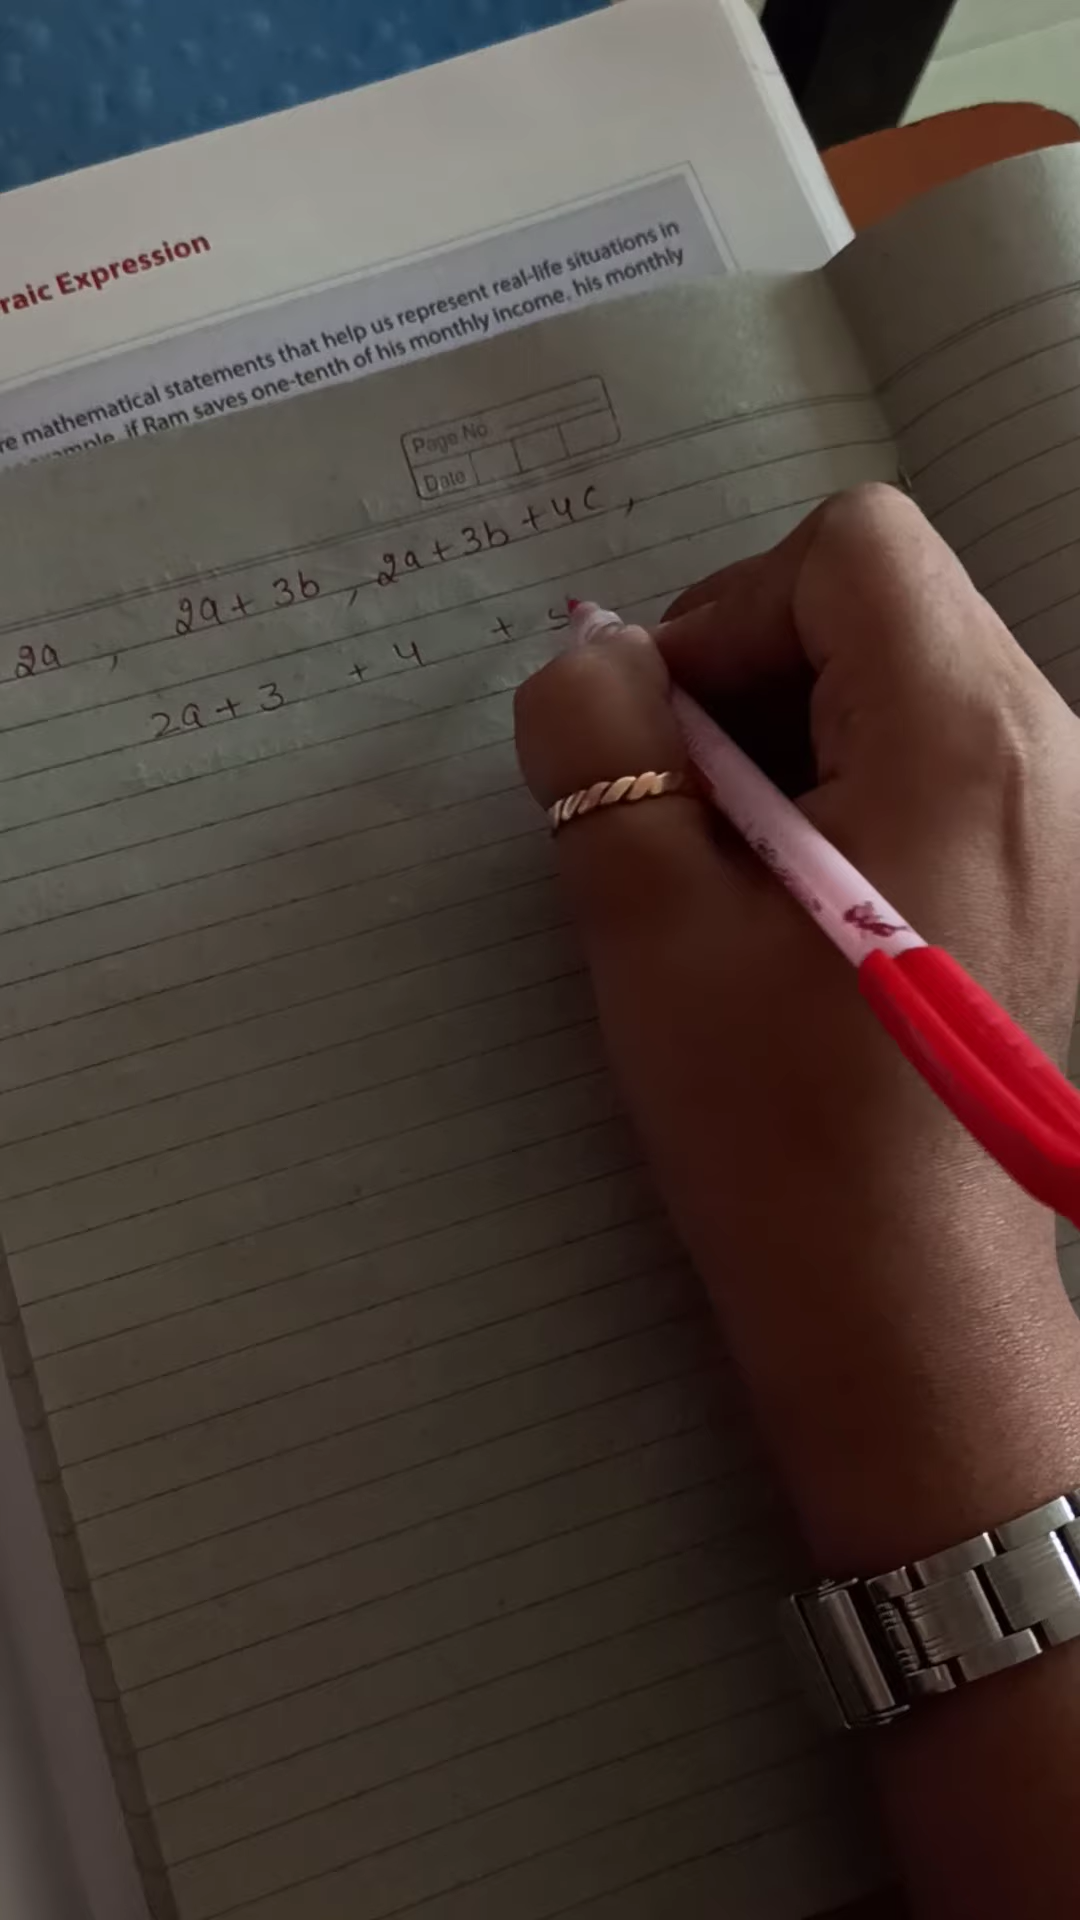 raic Expression
re mathematical statements that help us represent real-life situations in
if Ram saves one-tenth of his monthly income, his monthly
Page No
Date
2a , 2a + 3b , 2a + 3b + 4c ,
2a + 3 + 4 + 5